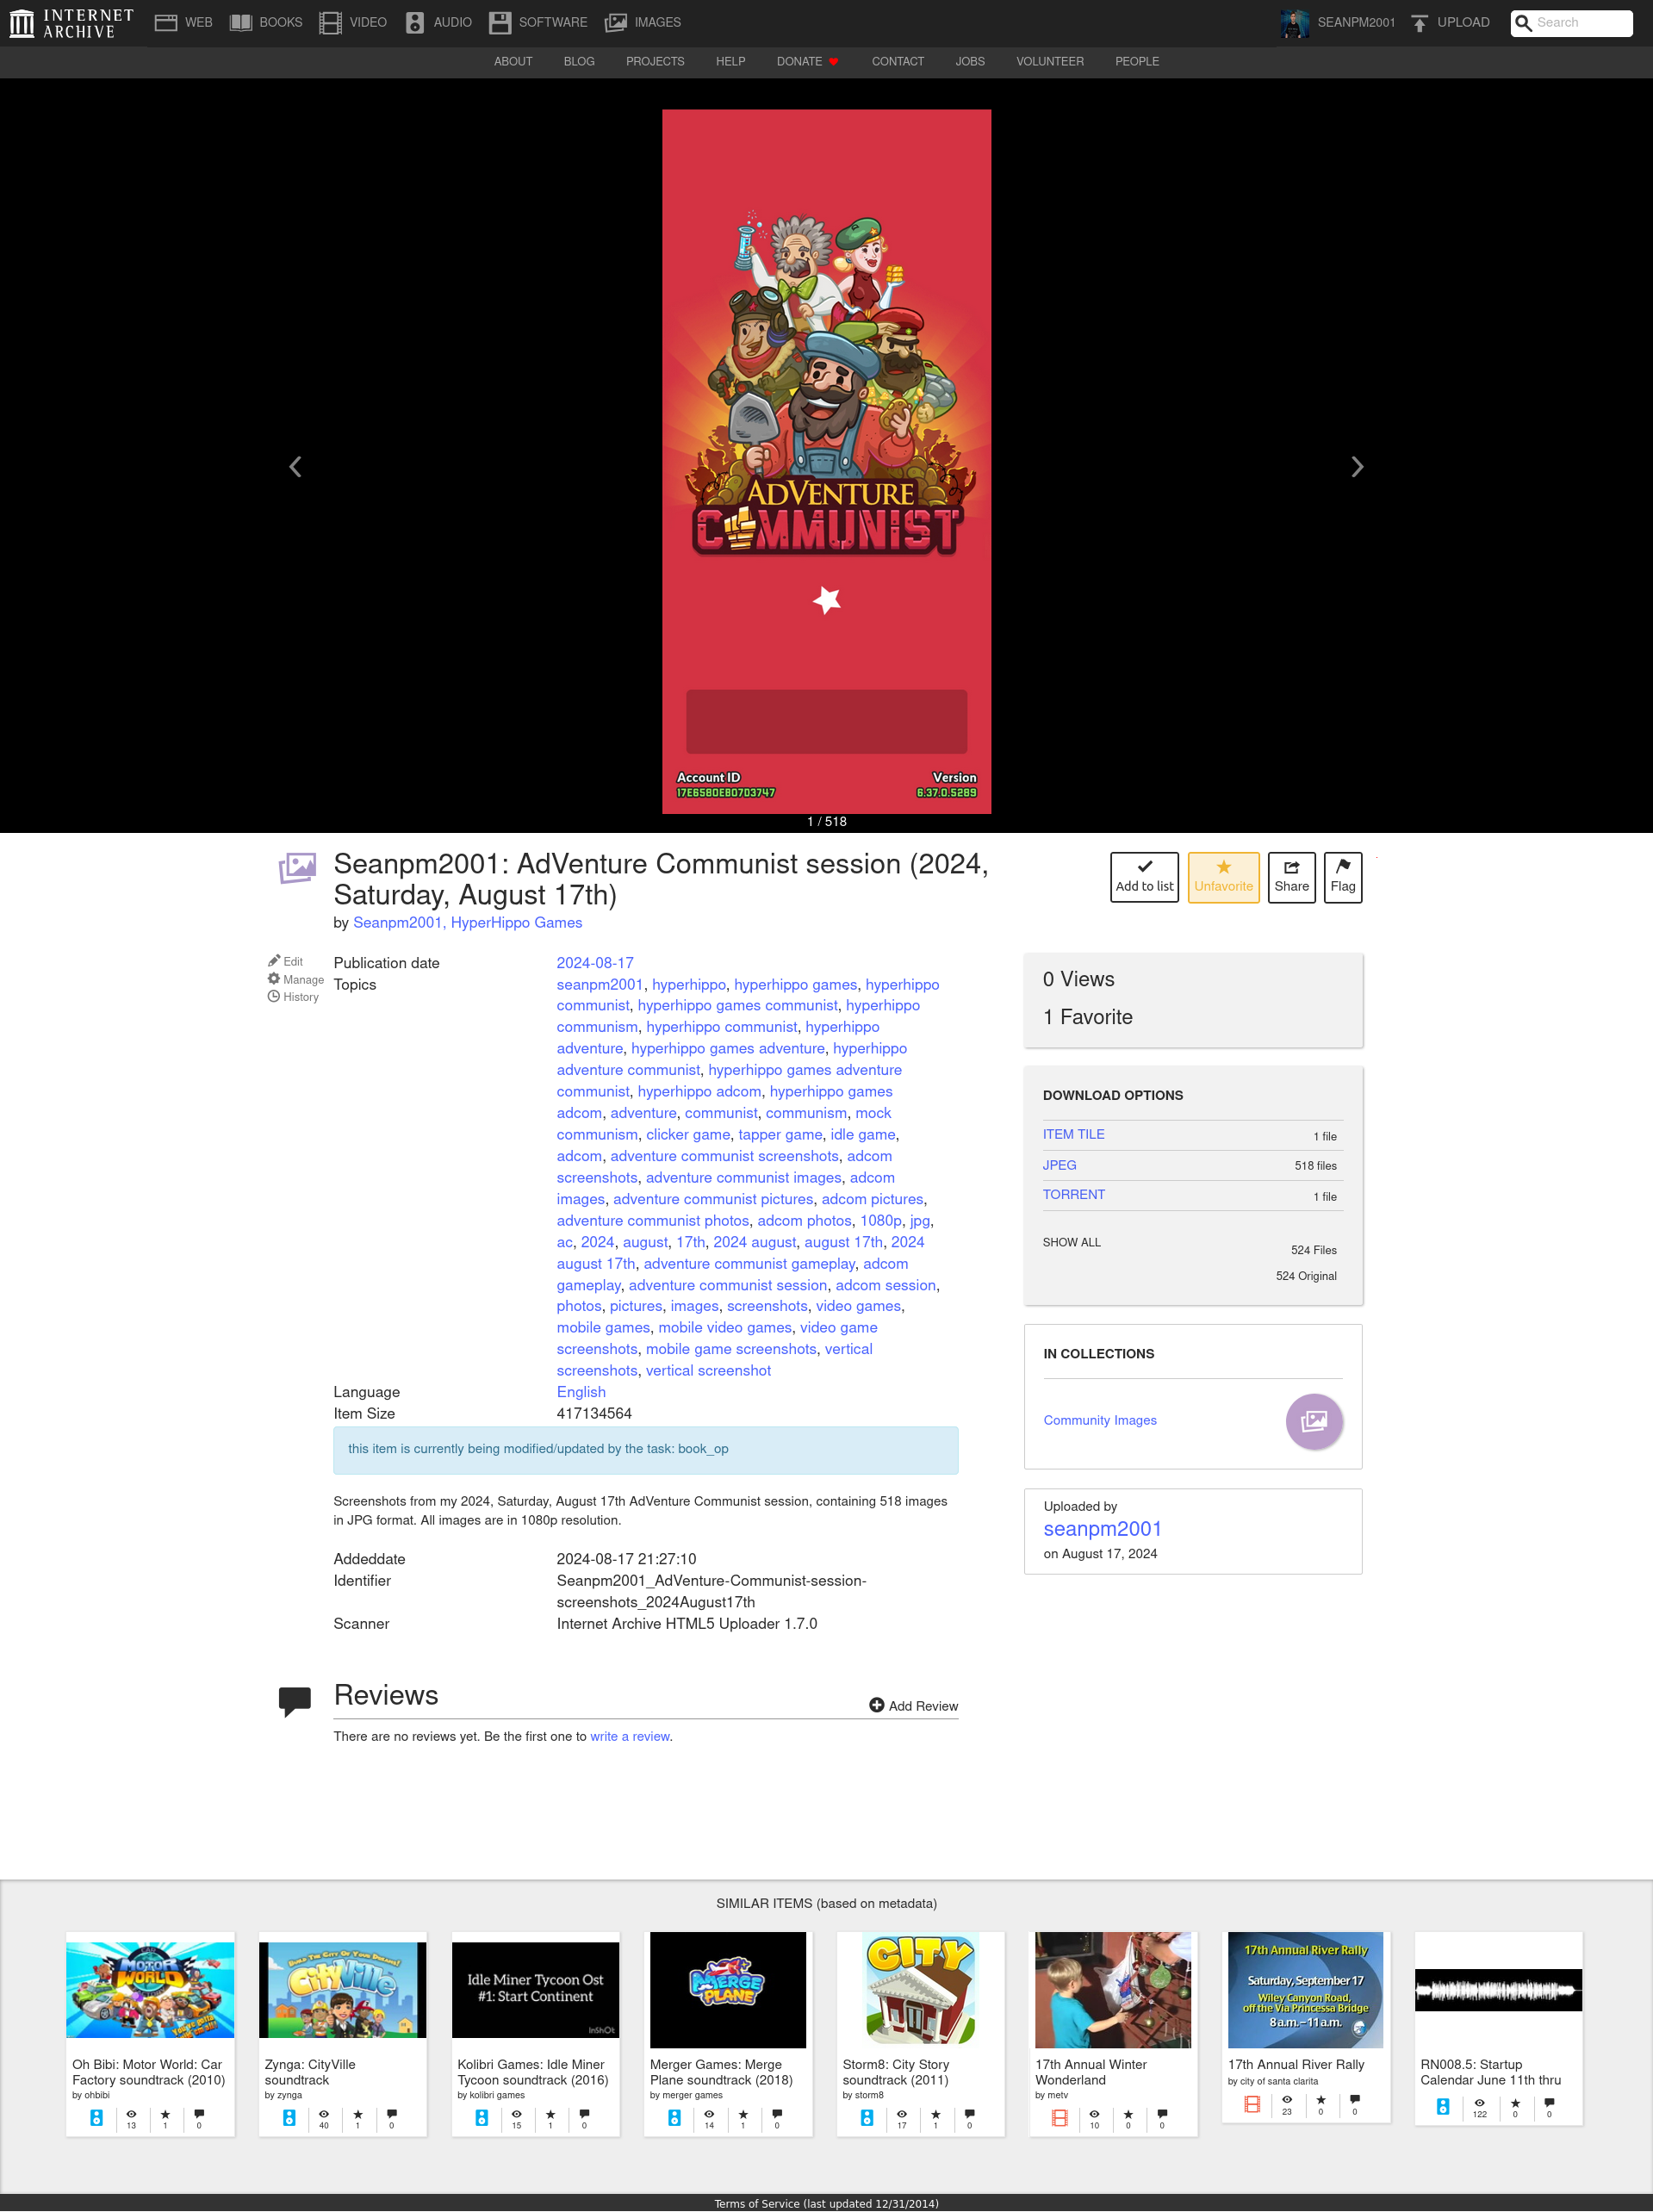 INTERNET ARCHIVE
WEB
BOOKS
VIDEO
AUDIO
SOFTWARE
IMAGES
SEANPM2001
UPLOAD
Search
ABOUT
BLOG
PROJECTS
HELP
DONATE
CONTACT
JOBS
VOLUNTEER
PEOPLE
ADVENTURE
COMMUNIST
Account ID
Version
17E65B0EB07D3747
6.37.0.5289
1 / 518
Seanpm2001: AdVenture Communist session (2024,
Saturday, August 17th)
by Seanpm2001, HyperHippo Games
Add to list
Unfavorite
Share
Flag
Edit
Manage
History
Publication date 2024-08-17
Topics seanpm2001, hyperhippo, hyperhippo games, hyperhippo
communist, hyperhippo games communist, hyperhippo
communism, hyperhippo communist, hyperhippo
adventure, hyperhippo games adventure, hyperhippo
adventure communist, hyperhippo games adventure
communist, hyperhippo adcom, hyperhippo games
adcom, adventure, communist, communism, mock
communism, clicker game, tapper game, idle game,
adcom, adventure communist screenshots, adcom
screenshots, adventure communist images, adcom
images, adventure communist pictures, adcom pictures,
adventure communist photos, adcom photos, 1080p, jpg,
ac, 2024, august, 17th, 2024 august, august 17th, 2024
august 17th, adventure communist gameplay, adcom
gameplay, adventure communist session, adcom session,
photos, pictures, images, screenshots, video games,
mobile games, mobile video games, video game
screenshots, mobile game screenshots, vertical
screenshots, vertical screenshot
Language English
Item Size 417134564
this item is currently being modified/updated by the task: book_op
Screenshots from my 2024, Saturday, August 17th AdVenture Communist session, containing 518 images
in JPG format. All images are in 1080p resolution.
Addeddate 2024-08-17 21:27:10
Identifier Seanpm2001_AdVenture-Communist-session-
screenshots_2024August17th
Scanner Internet Archive HTML5 Uploader 1.7.0
0 Views
1 Favorite
DOWNLOAD OPTIONS
ITEM TILE 1 file
JPEG 518 files
TORRENT 1 file
SHOW ALL
524 Files
524 Original
IN COLLECTIONS
Community Images
Uploaded by
seanpm2001
on August 17, 2024
Reviews
Add Review
There are no reviews yet. Be the first one to write a review.
SIMILAR ITEMS (based on metadata)
MOTOR WORLD
Oh Bibi: Motor World: Car
Factory soundtrack (2010)
by ohbibi
13 1 0
BUILD THE CITY OF YOUR DREAMS!
CityVille
Zynga: CityVille
soundtrack
by zynga
40 1 0
Idle Miner Tycoon Ost
#1: Start Continent
InShOt
Kolibri Games: Idle Miner
Tycoon soundtrack (2016)
by kolibri games
15 1 0
MERGE
PLANE
Merger Games: Merge
Plane soundtrack (2018)
by merger games
14 1 0
CITY
Storm8: City Story
soundtrack (2011)
by storm8
17 1 0
17th Annual Winter
Wonderland
by metv
10 0 0
17th Annual River Rally
Saturday, September 17
Wiley Canyon Road,
off the Via Princessa Bridge
8 a.m. – 11 a.m.
17th Annual River Rally
by city of santa clarita
23 0 0
RN008.5: Startup
Calendar June 11th thru
122 0 0
Terms of Service (last updated 12/31/2014)